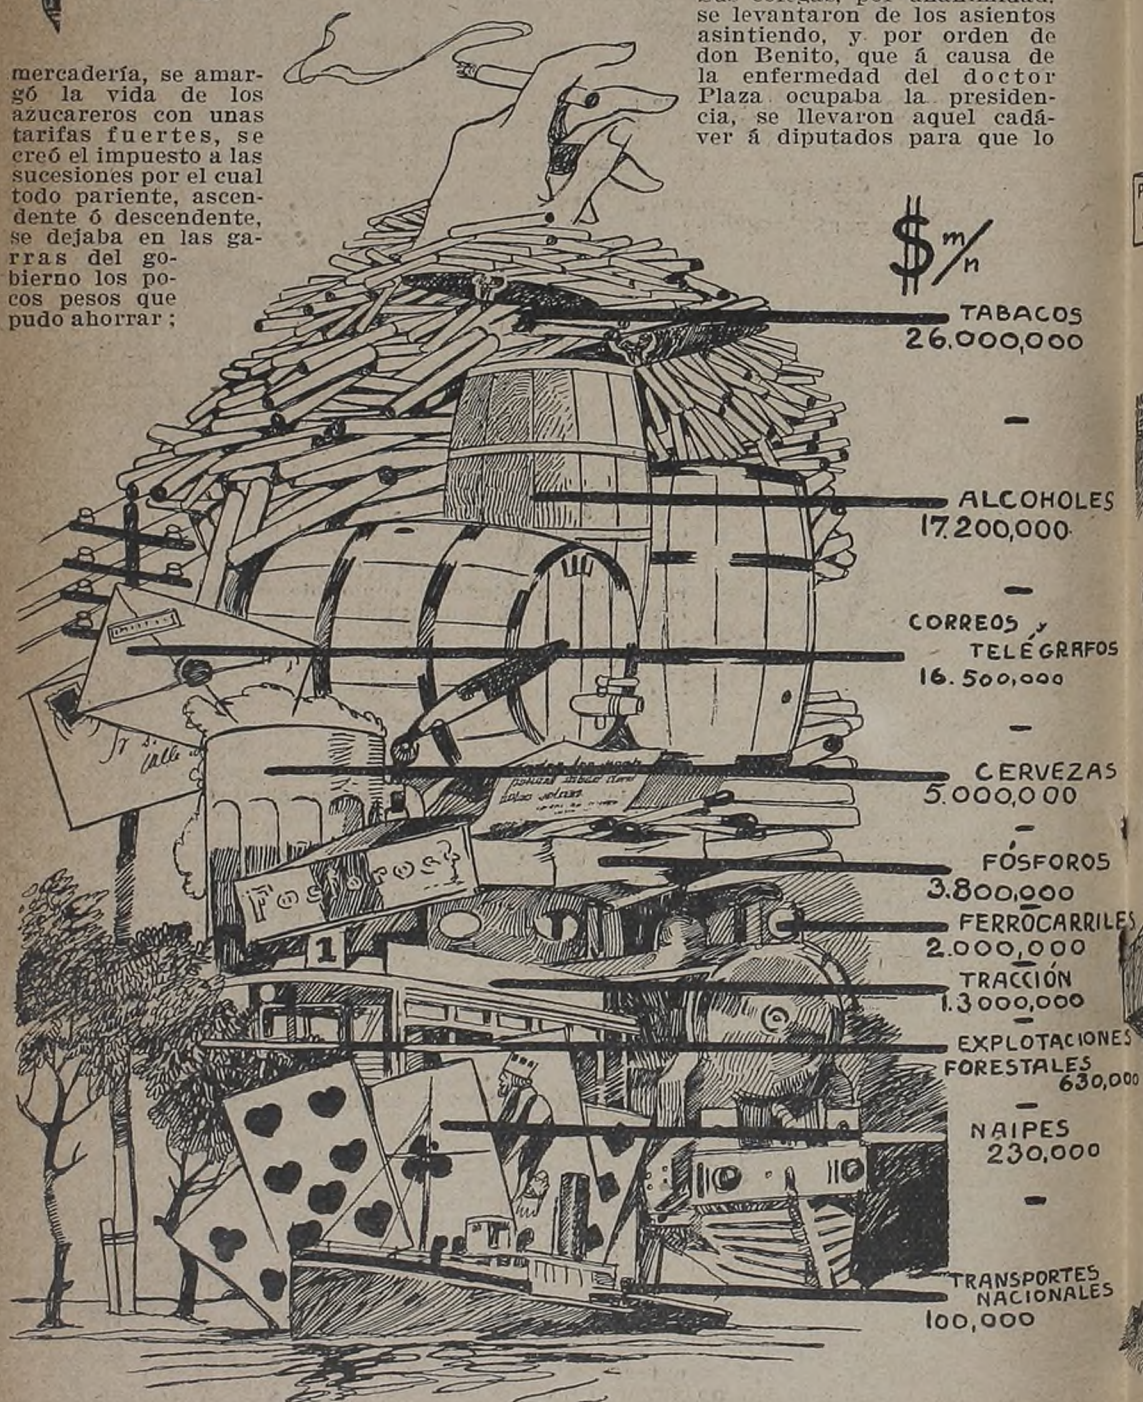 mercadería, se amar-
gó la vida de los
azucareros con unas
tarifas fuertes, se
creó el impuesto a las
sucesiones por el cual
todo pariente, ascen-
dente ó descendente,
se dejaba en las ga-
rras del go-
bierno los po-
cos pesos que
pudo ahorrar ;
se levantaron de los asientos
asintiendo, y por orden de
don Benito, que á causa de
la enfermedad del doctor
Plaza ocupaba la presiden-
cia, se llevaron aquel cadá-
ver á diputados para que lo
$ m/n
TABACOS
26.000,000
ALCOHOLES
17.200,000
CORREOS y
TELÉGRAFOS
16.500,000
CERVEZAS
5.000,000
FÓSFOROS
3.800,000
FERROCARRILES
2.000,000
TRACCIÓN
1.3000,000
EXPLOTACIONES
FORESTALES
630,000
NAIPES
230,000
TRANSPORTES
NACIONALES
100,000
Sr D.
Calle
Fosforos
1